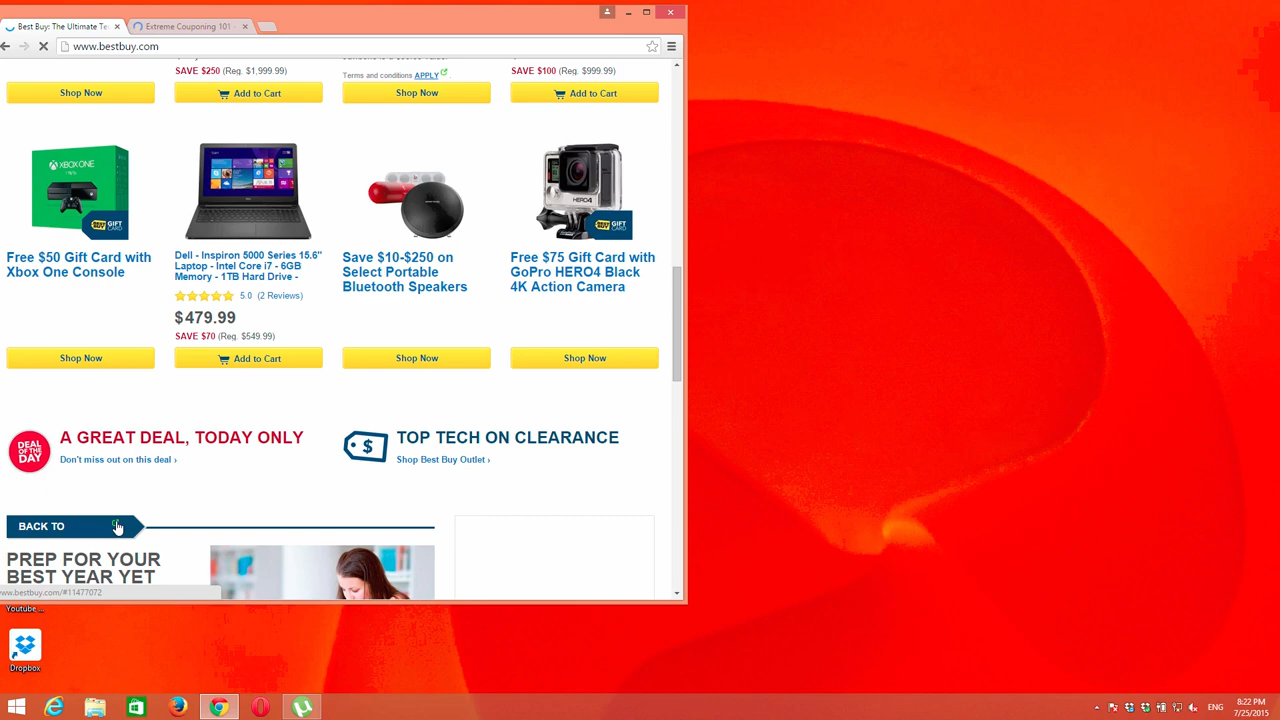 Best Buy: The Ultimate Te
Extreme Couponing 101 -
www.bestbuy.com
SAVE $250 (Reg. $1,999.99)
Terms and conditions APPLY .
SAVE $100 (Reg. $999.99)
Shop Now
Add to Cart
Shop Now
Add to Cart
XBOX ONE
GIFT CARD
HERO4
GIFT CARD
Free $50 Gift Card with
Xbox One Console
Dell - Inspiron 5000 Series 15.6"
Laptop - Intel Core i7 - 6GB
Memory - 1TB Hard Drive -
5.0 (2 Reviews)
$479.99
SAVE $70 (Reg. $549.99)
Save $10-$250 on
Select Portable
Bluetooth Speakers
Free $75 Gift Card with
GoPro HERO4 Black
4K Action Camera
Shop Now
Add to Cart
Shop Now
Shop Now
DEAL
OF THE
DAY
A GREAT DEAL, TODAY ONLY
Don't miss out on this deal ›
$
TOP TECH ON CLEARANCE
Shop Best Buy Outlet ›
BACK TO
PREP FOR YOUR
BEST YEAR YET
www.bestbuy.com/#11477072
Youtube ...
Dropbox
ENG
8:22 PM
7/25/2015